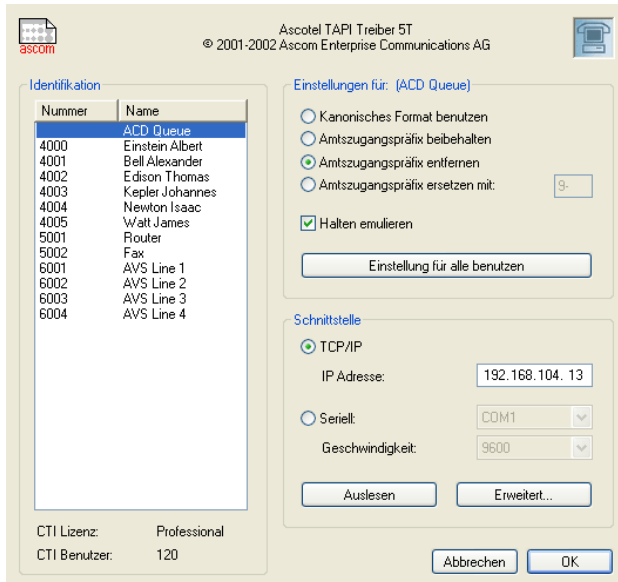 ascom
Ascotel TAPI Treiber 5T
© 2001-2002 Ascom Enterprise Communications AG
Identifikation
Nummer Name
ACD Queue
4000 Einstein Albert
4001 Bell Alexander
4002 Edison Thomas
4003 Kepler Johannes
4004 Newton Isaac
4005 Watt James
5001 Router
5002 Fax
6001 AVS Line 1
6002 AVS Line 2
6003 AVS Line 3
6004 AVS Line 4
CTI Lizenz: Professional
CTI Benutzer: 120
Einstellungen für: (ACD Queue)
Kanonisches Format benutzen
Amtszugangspräfix beibehalten
Amtszugangspräfix entfernen
Amtszugangspräfix ersetzen mit: 9-
Halten emulieren
Einstellung für alle benutzen
Schnittstelle
TCP/IP
IP Adresse: 192.168.104. 13
Seriell: COM1
Geschwindigkeit: 9600
Auslesen Erweitert...
Abbrechen OK